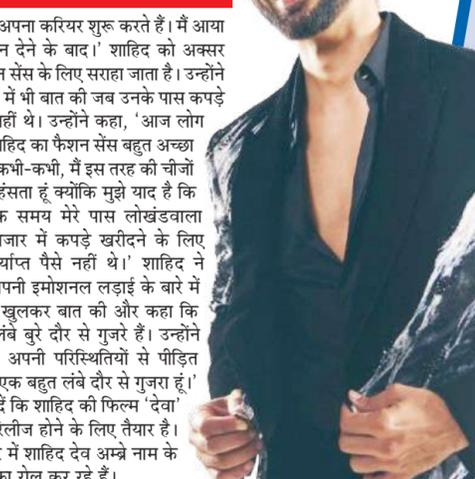 अपना करियर शुरू करते हैं। मैं आया
देने के बाद।’ शाहिद को अक्सर
सेंस के लिए सराहा जाता है। उन्होंने
में भी बात की जब उनके पास कपड़े
थे। उन्होंने कहा, ‘आज लोग
का फैशन सेंस बहुत अच्छा
कभी-कभी, मैं इस तरह की चीजों
हंसता हूं क्योंकि मुझे याद है कि
समय मेरे पास लोखंडवाला
में कपड़े खरीदने के लिए
पैसे नहीं थे।’ शाहिद ने
इमोशनल लड़ाई के बारे में
खुलकर बात की और कहा कि
बुरे दौर से गुजरे हैं। उन्होंने
अपनी परिस्थितियों से पीड़ित
एक बहुत लंबे दौर से गुजरा हूं।’
कि शाहिद की फिल्म ‘देवा’
होने के लिए तैयार है।
में शाहिद देव अम्ब्रे नाम के
रोल कर रहे हैं।